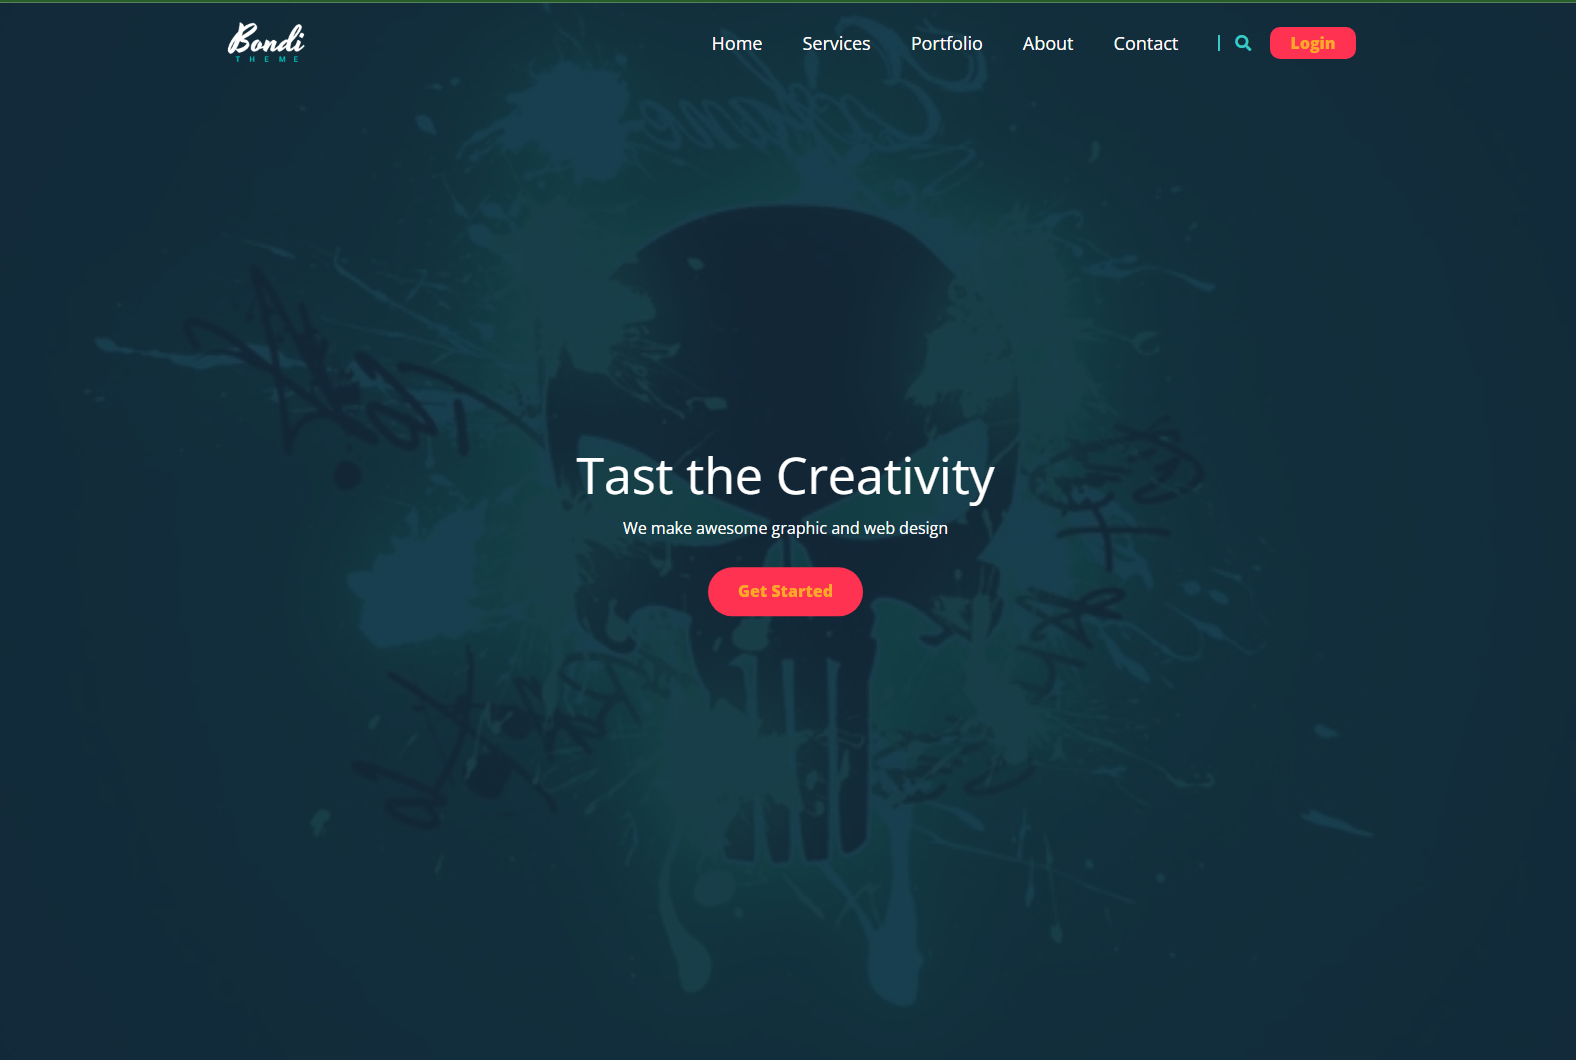 Bondi
THEME
Home Services Portfolio About Contact Login
Tast the Creativity
We make awesome graphic and web design
Get Started